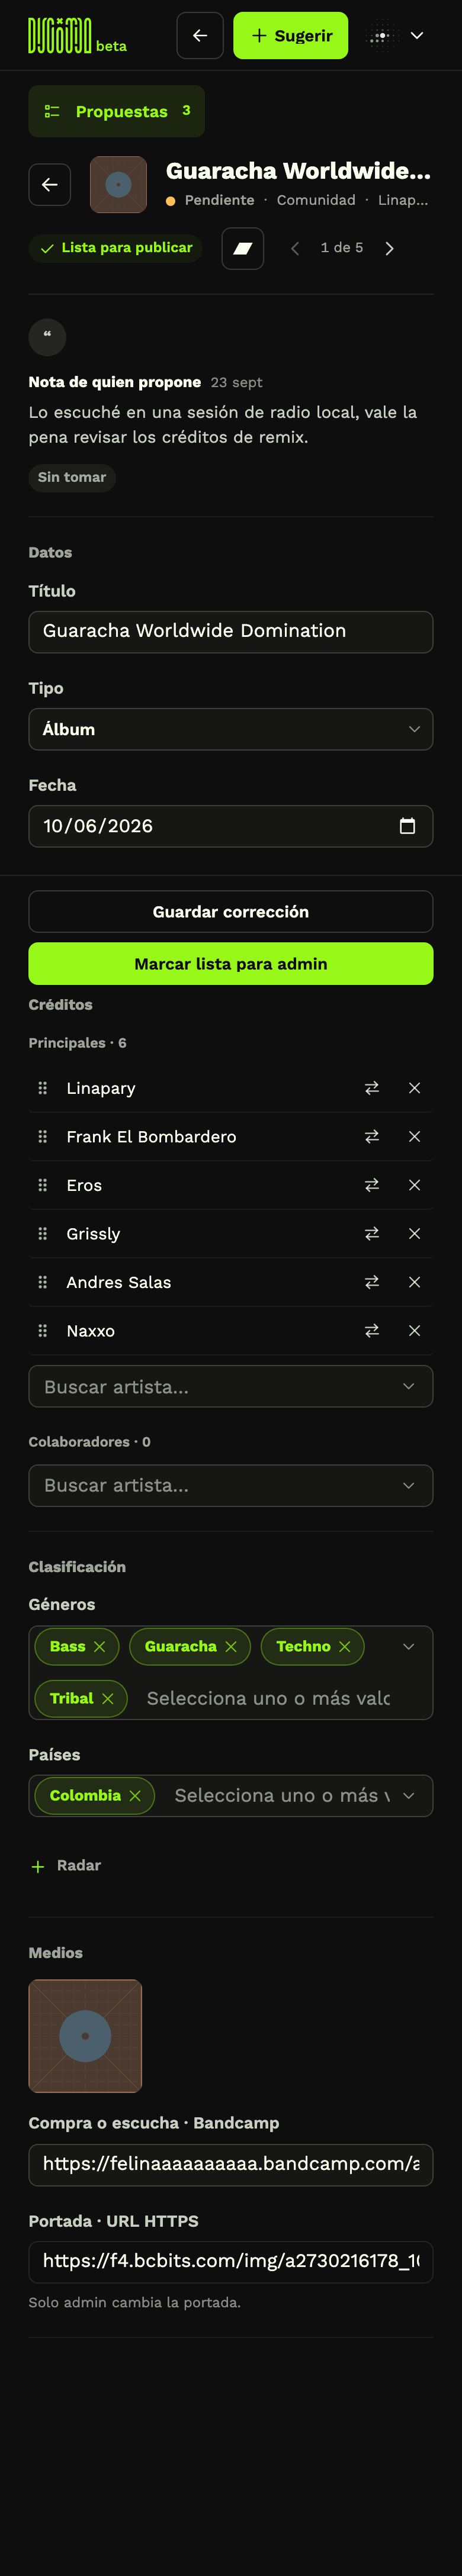 beta
Sugerir
Propuestas 3
Guaracha Worldwide...
Pendiente · Comunidad · Linap...
Lista para publicar
1 de 5
❝
Nota de quien propone 23 sept
Lo escuché en una sesión de radio local, vale la
pena revisar los créditos de remix.
Sin tomar
Datos
Título
Guaracha Worldwide Domination
Tipo
Álbum
Fecha
10/06/2026
Guardar corrección
Marcar lista para admin
Créditos
Principales · 6
Linapary
Frank El Bombardero
Eros
Grissly
Andres Salas
Naxxo
Buscar artista...
Colaboradores · 0
Buscar artista...
Clasificación
Géneros
Bass Guaracha Techno
Tribal Selecciona uno o más valo
Países
Colombia Selecciona uno o más v
Radar
Medios
Compra o escucha · Bandcamp
https://felinaaaaaaaaaa.bandcamp.com/a
Portada · URL HTTPS
https://f4.bcbits.com/img/a2730216178_10
Solo admin cambia la portada.